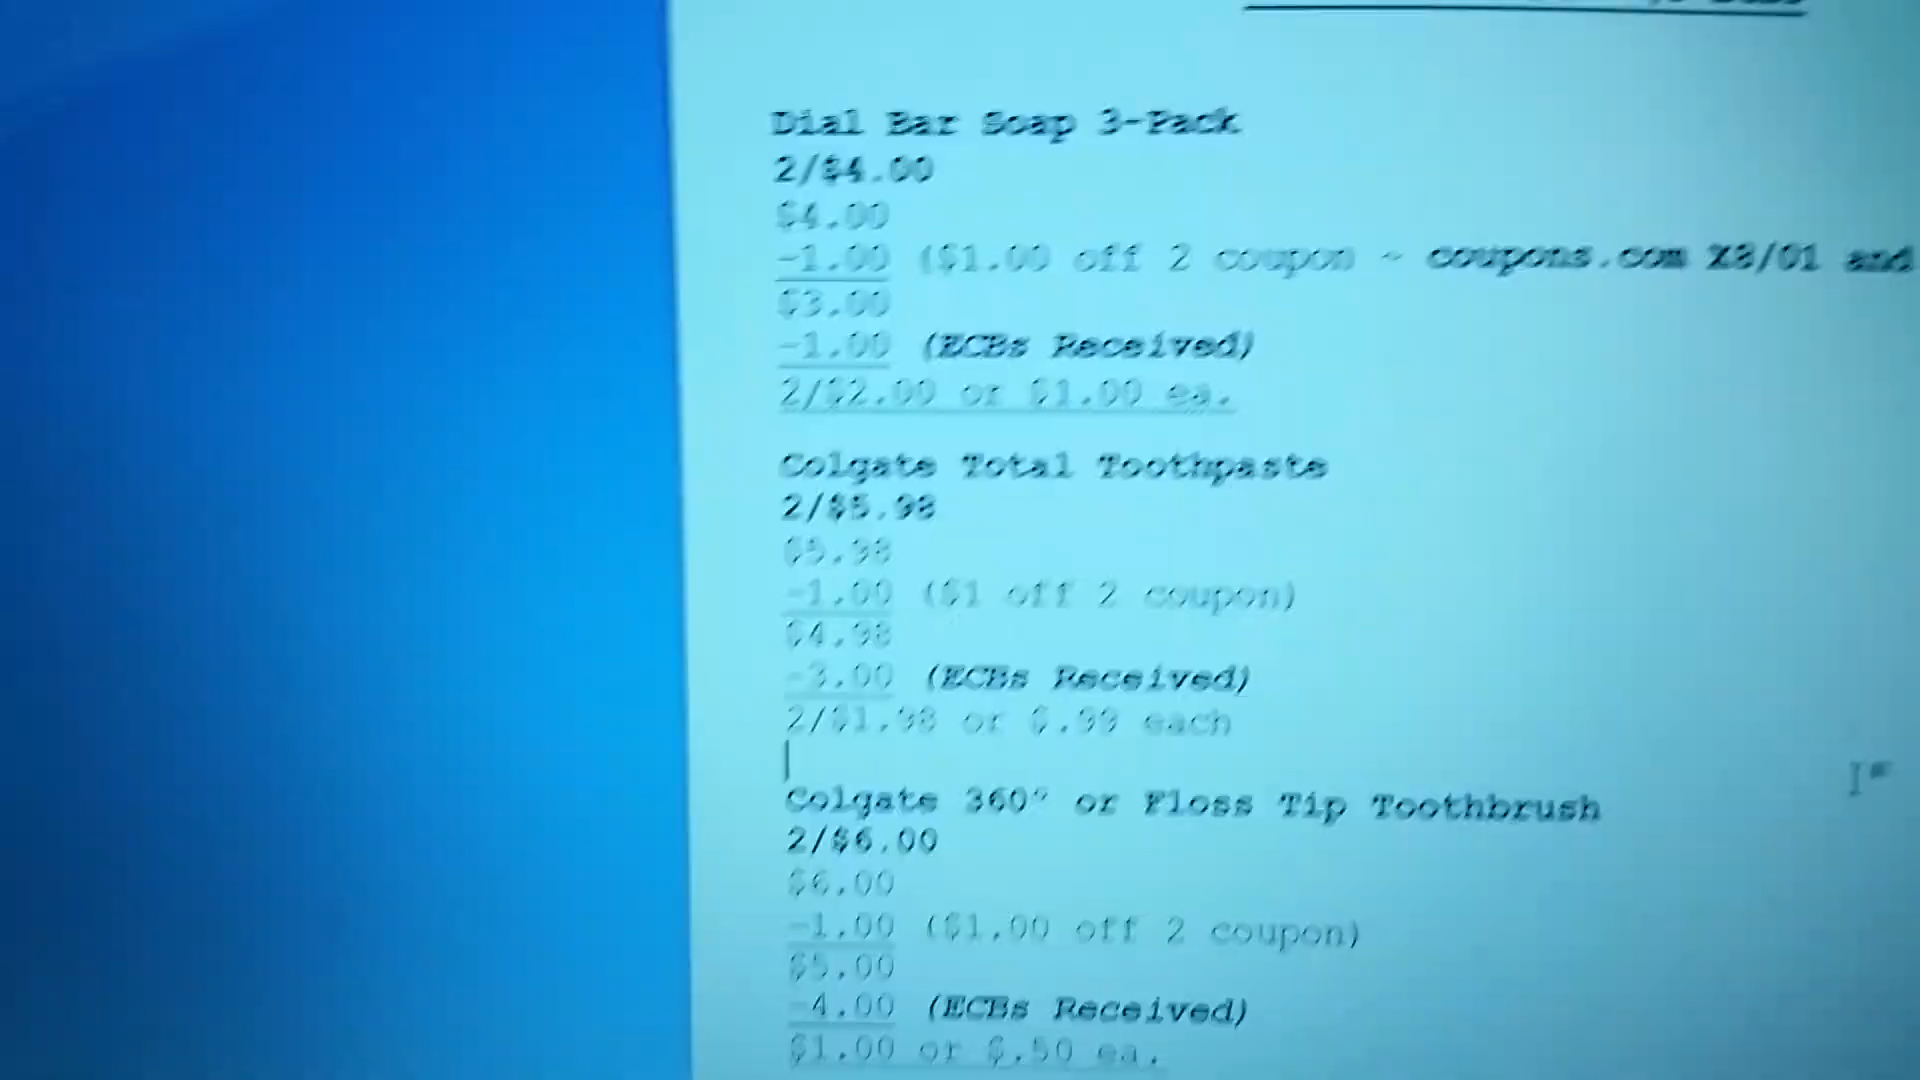 Dial Bar Soap 3-Pack
2/$4.00
$4.00
-1.00 ($1.00 off 2 coupon ~ coupons.com X8/01 and
$3.00
-1.00 (ECBs Received)
2/$2.00 or $1.00 ea.
Colgate Total Toothpaste
2/$5.98
$5.98
-1.00 ($1 off 2 coupon)
$4.98
-3.00 (ECBs Received)
2/$1.98 or $.99 each
Colgate 360° or Floss Tip Toothbrush
2/$6.00
$6.00
-1.00 ($1.00 off 2 coupon)
$5.00
-4.00 (ECBs Received)
$1.00 or $.50 ea.